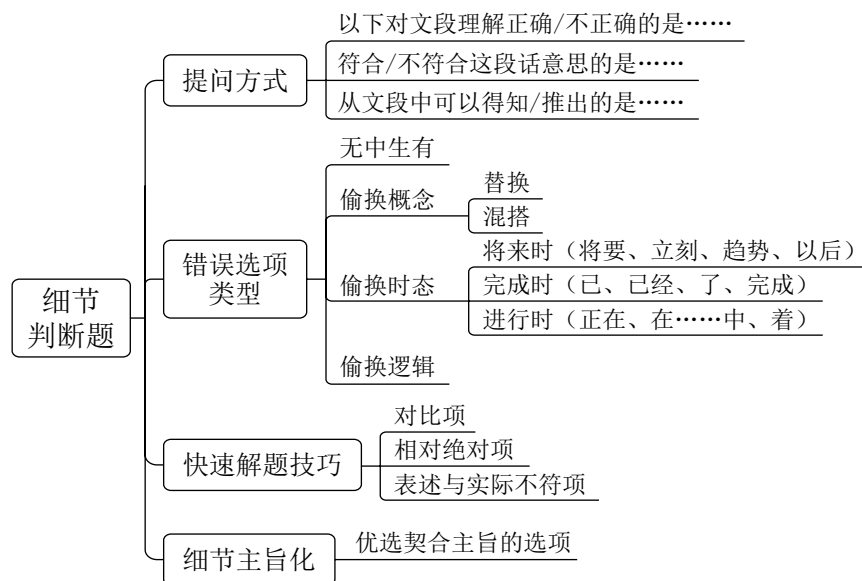 细节
判断题
提问方式
以下对文段理解正确/不正确的是……
符合/不符合这段话意思的是……
从文段中可以得知/推出的是……
错误选项
类型
无中生有
偷换概念
替换
混搭
偷换时态
将来时（将要、立刻、趋势、以后）
完成时（已、已经、了、完成）
进行时（正在、在……中、着）
偷换逻辑
快速解题技巧
对比项
相对绝对项
表述与实际不符项
细节主旨化
优选契合主旨的选项